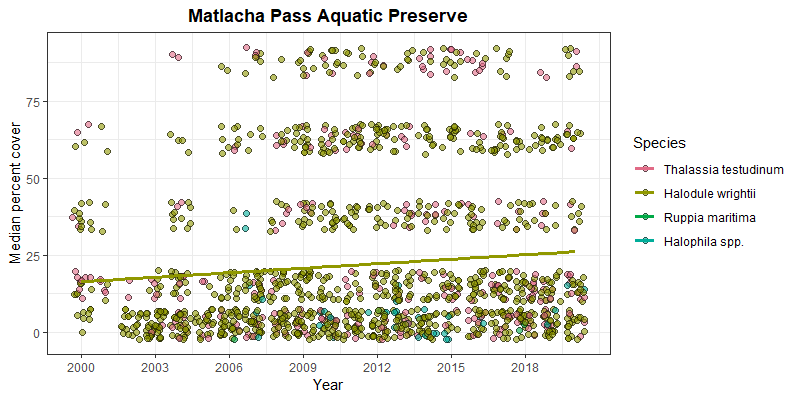 Matlacha Pass Aquatic Preserve
Median percent cover
75
50
25
0
2000 2003 2006 2009 2012 2015 2018
Year
Species
Thalassia testudinum
Halodule wrightii
Ruppia maritima
Halophila spp.